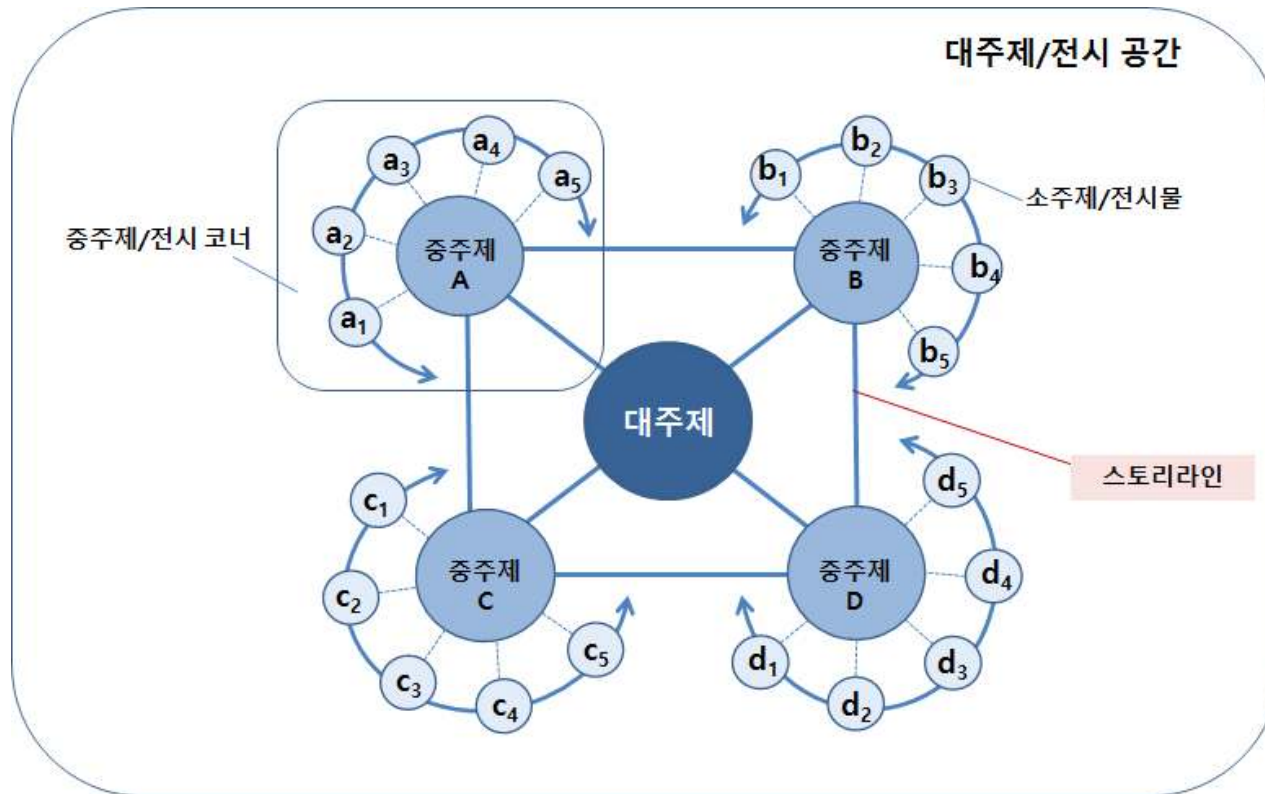 대주제/전시 공간
a₄
a₃
a₅
a₂
a₁
중주제/전시 코너
중주제
A
b₂
b₁
b₃
b₄
b₅
소주제/전시물
중주제
B
대주제
스토리라인
c₁
c₂
c₃
c₄
c₅
중주제
C
d₅
d₄
d₃
d₂
d₁
중주제
D